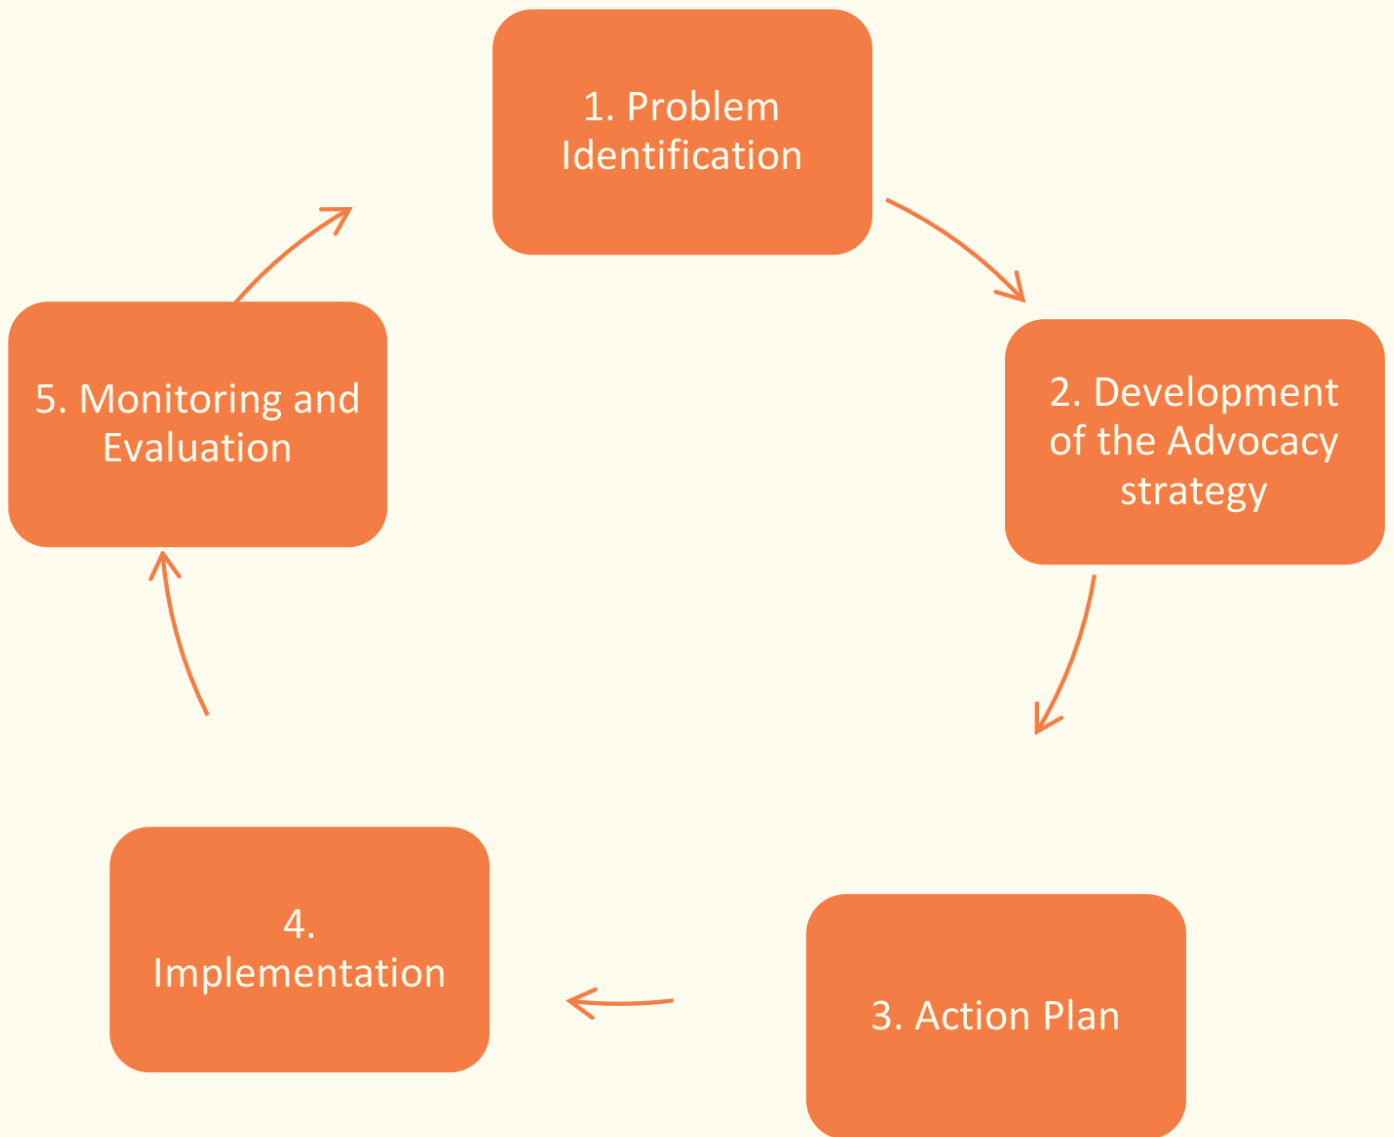 1. Problem
Identification
2. Development
of the Advocacy
strategy
3. Action Plan
4.
Implementation
5. Monitoring and
Evaluation